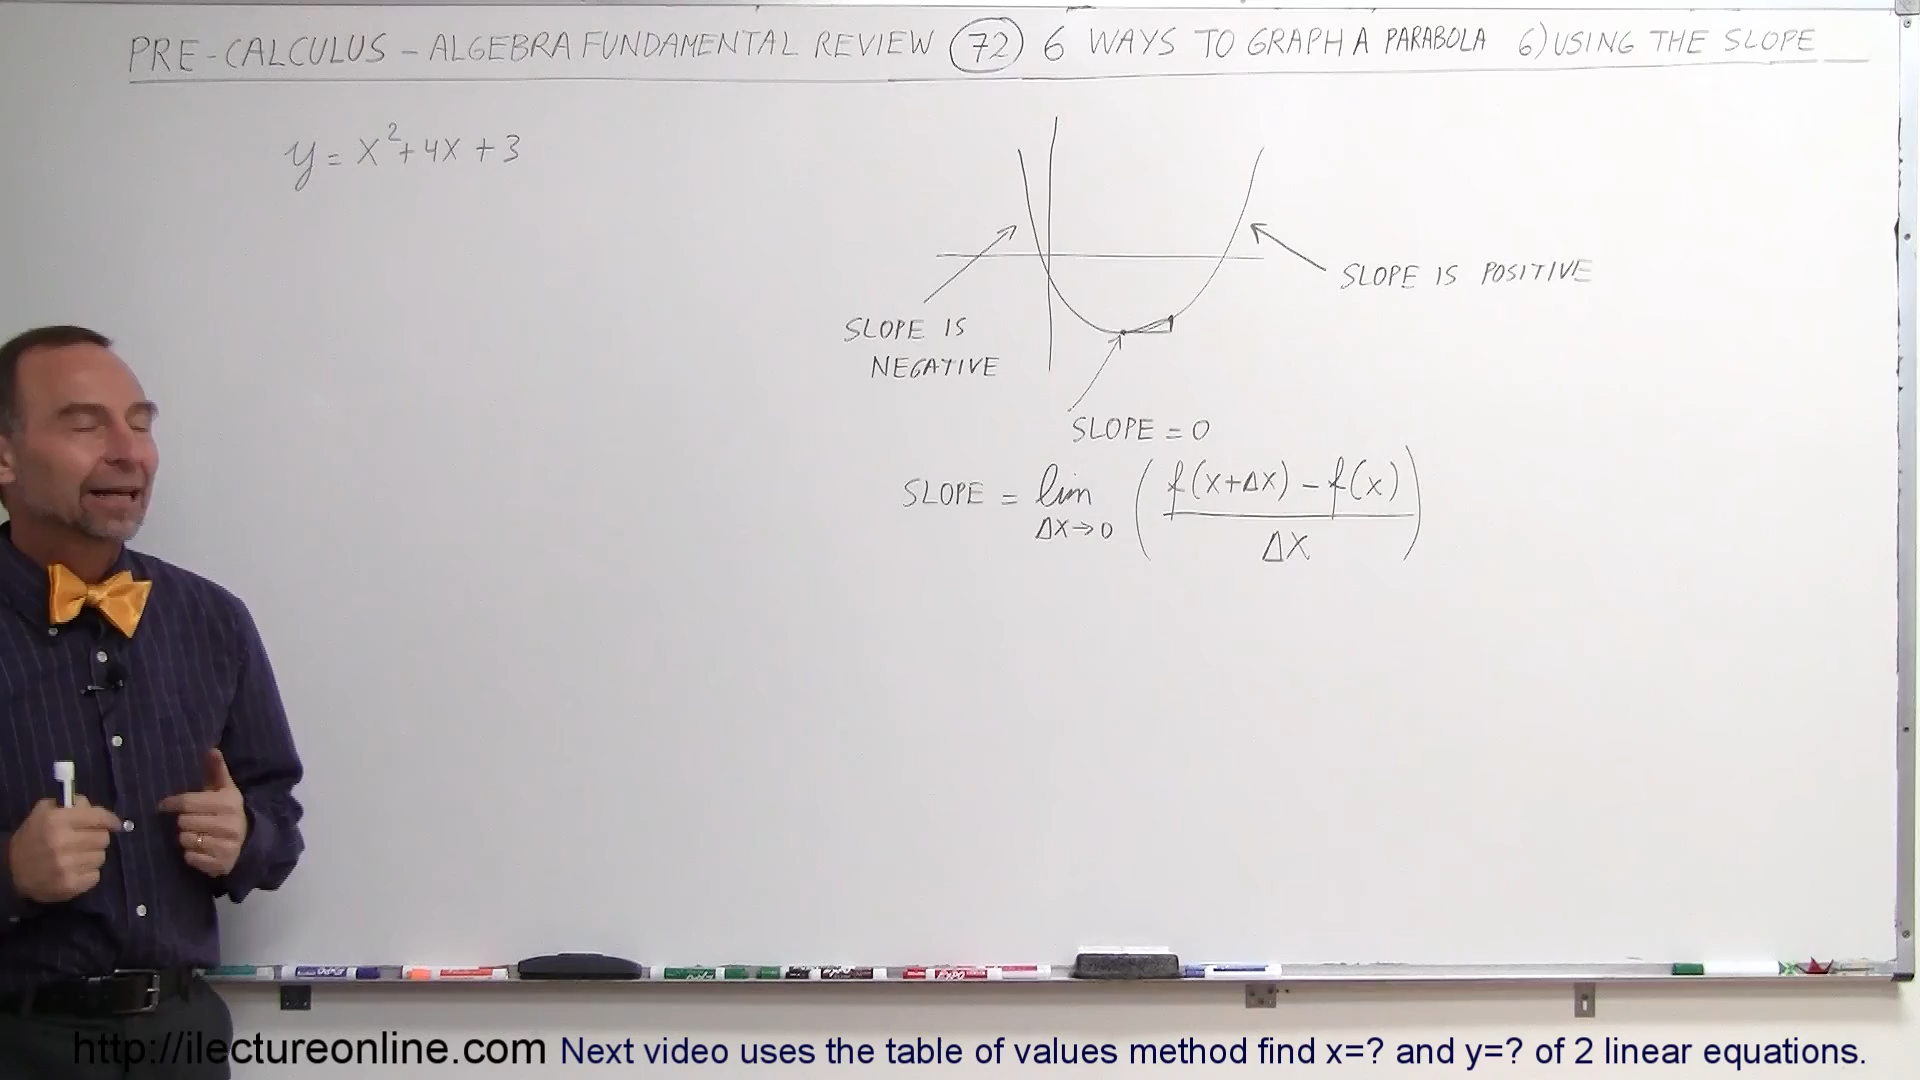 PRE-CALCULUS - ALGEBRA FUNDAMENTAL REVIEW 72 6 WAYS TO GRAPH A PARABOLA 6) USING THE SLOPE
y = x²+4x+3
SLOPE IS POSITIVE
SLOPE IS
NEGATIVE
SLOPE = 0
SLOPE = lim Δx→0 ( f(x+Δx) - f(x) / Δx )
http://ilectureonline.com Next video uses the table of values method find x=? and y=? of 2 linear equations.